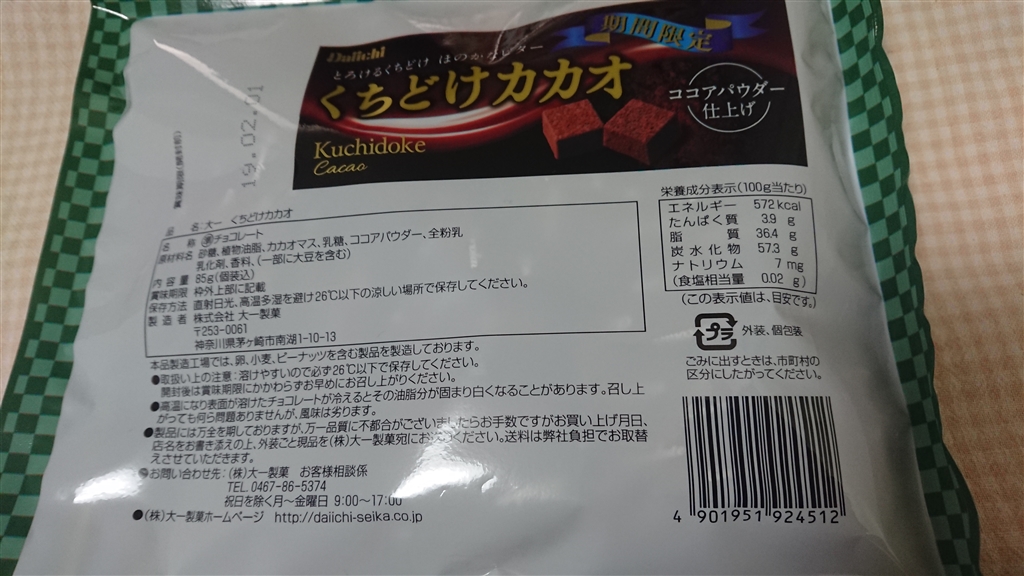 Daiichi
期間限定
とろけるくちどけ ほのか
くちどけカカオ
Kuchidoke
Cacao
ココアパウダー
仕上げ
19.02.01
品 名 大一 くちどけカカオ
名 称 チョコレート
原材料名 砂糖、植物油脂、カカオマス、乳糖、ココアパウダー、全粉乳
乳化剤、香料、(一部に大豆を含む)
内容量 85g(個装込)
賞味期限 枠外上部に記載
保存方法 直射日光、高温多湿を避け26℃以下の涼しい場所で保存してください。
製造者 株式会社 大一製菓
〒253-0061
神奈川県茅ヶ崎市南湖1-10-13
本品製造工場では、卵、小麦、ピーナッツを含む製品を製造しております。
●取扱い上の注意:溶けやすいので必ず26℃以下で保存してください。
開封後は賞味期限にかかわらずお早めにお召し上がりください。
●高温になり表面が溶けたチョコレートが冷えるとその油脂分が固まり白くなることがあります。召し上
がっても何ら問題ありませんが、風味は劣ります。
●製品には万全を期しておりますが、万一品質に不都合がございましたらお手数ですがお買い上げ月日、
店名をお書き添えの上、外装ごと現品を(株)大一製菓宛にお ください。送料は弊社負担でお取替
えさせていただきます。
●お問い合わせ先:(株)大一製菓 お客様相談係
TEL.0467-86-5374
祝日を除く月〜金曜日 9:00〜17:00
●(株)大一製菓ホームページ http://daiichi-seika.co.jp
栄養成分表示(100g当たり)
エネルギー 572kcal
たんぱく質 3.9 g
脂 質 36.4 g
炭水化物 57.3 g
ナトリウム 7 mg
(食塩相当量 0.02 g)
(この表示値は、目安です。)
プラ 外装、個包装
ごみに出すときは、市町村の
区分にしたがってください。
4 901951 924512